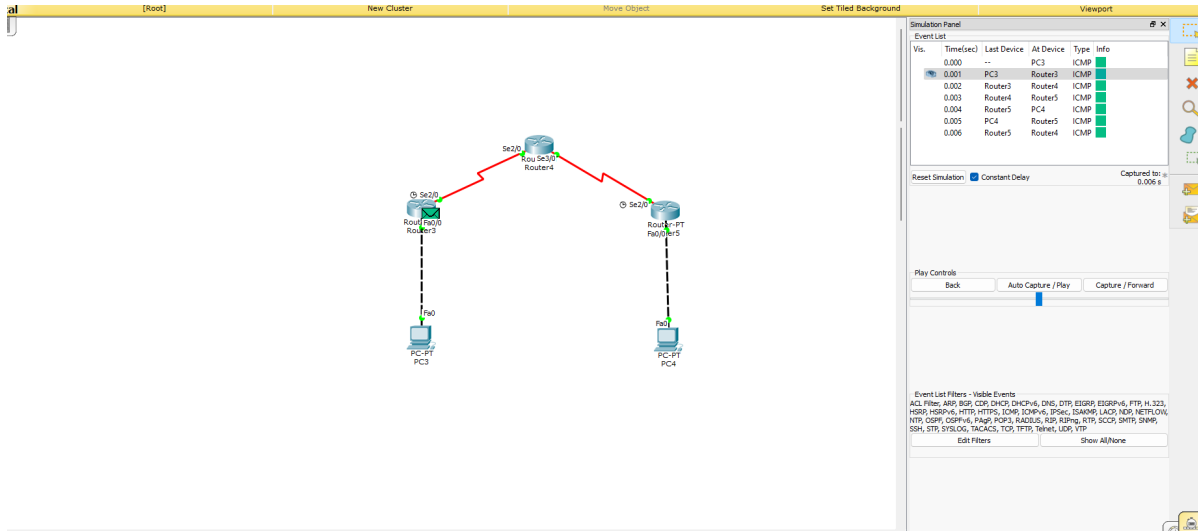 al [Root] New Cluster Move Object Set Tiled Background Viewport
Simulation Panel
Event List
Vis. Time(sec) Last Device At Device Type Info
0.000 -- PC3 ICMP
0.001 PC3 Router3 ICMP
0.002 Router3 Router4 ICMP
0.003 Router4 Router5 ICMP
0.004 Router5 PC4 ICMP
0.005 PC4 Router5 ICMP
0.006 Router5 Router4 ICMP
Reset Simulation Constant Delay Captured to: *
0.006 s
Play Controls
Back Auto Capture / Play Capture / Forward
Event List Filters - Visible Events
ACL Filter, ARP, BGP, CDP, DHCP, DHCPv6, DNS, DTP, EIGRP, EIGRPv6, FTP, H.323,
HSRP, HSRPv6, HTTP, HTTPS, ICMP, ICMPv6, IPSec, ISAKMP, LACP, NDP, NETFLOW,
NTP, OSPF, OSPFv6, PAgP, POP3, RADIUS, RIP, RIPng, RTP, SCCP, SMTP, SNMP,
SSH, STP, SYSLOG, TACACS, TCP, TFTP, Telnet, UDP, VTP
Edit Filters Show All/None
Se2/0
Rou Se3/0
Router4
Se2/0
Rout Fa0/0
Router3
Se2/0
Router-PT
Fa0/0 er5
Fa0
PC-PT
PC3
Fa0
PC-PT
PC4